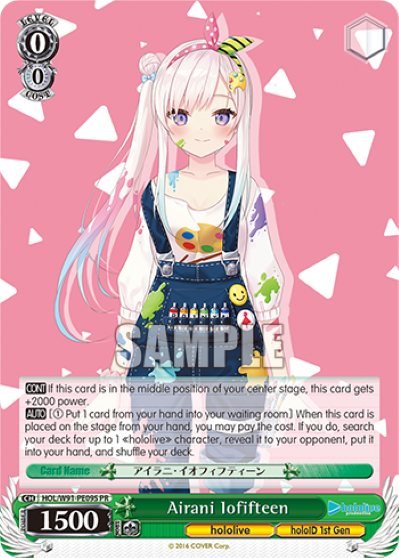 LEVEL
0
0
COST
SAMPLE
CONT If this card is in the middle position of your center stage, this card gets
+2000 power.
AUTO [① Put 1 card from your hand into your waiting room] When this card is
placed on the stage from your hand, you may pay the cost. If you do, search
your deck for up to 1 «hololive» character, reveal it to your opponent, put it
into your hand, and shuffle your deck.
Card Name アイラニ・イオフィフティーン
CH HOL/W91-PE09S PR
POWER 1500 Airani Iofifteen hololive
hololive hololD 1st Gen
© 2016 COVER Corp.